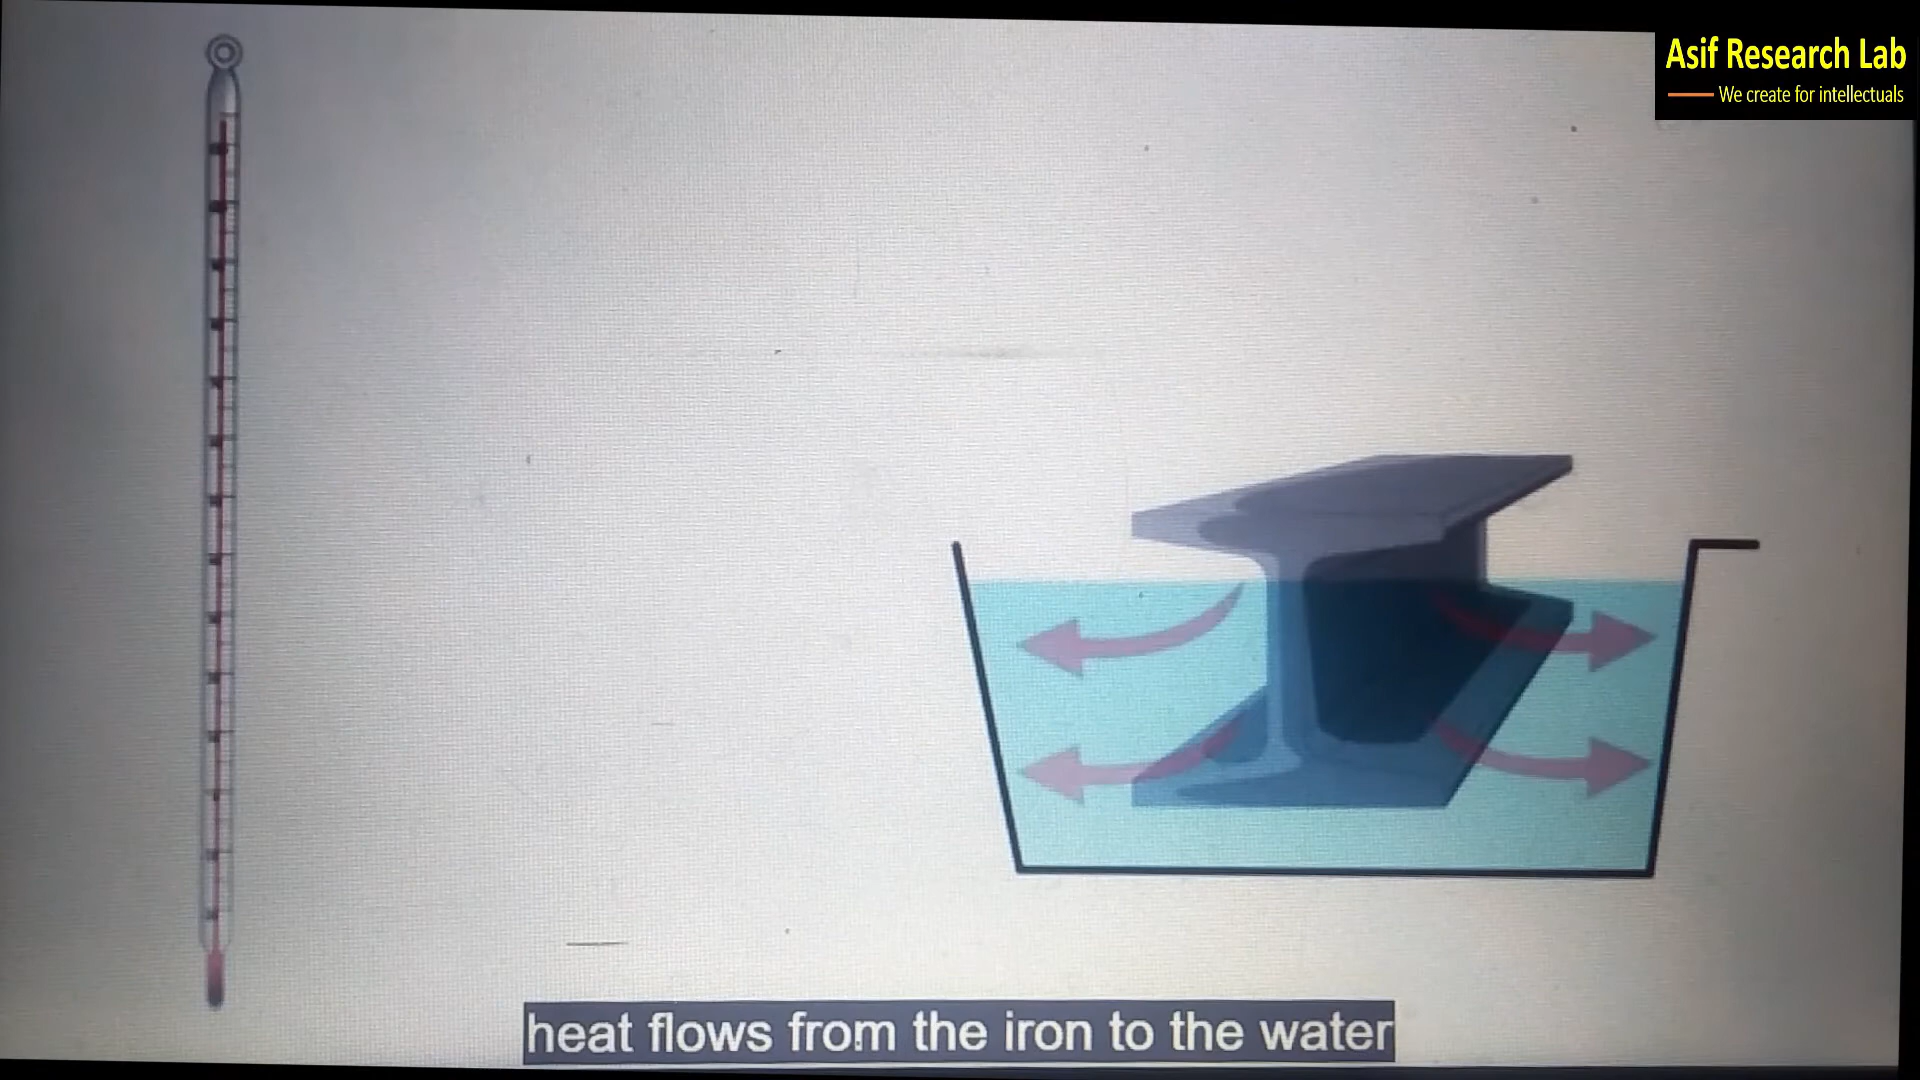 Asif Research Lab
We create for intellectuals
heat flows from the iron to the water